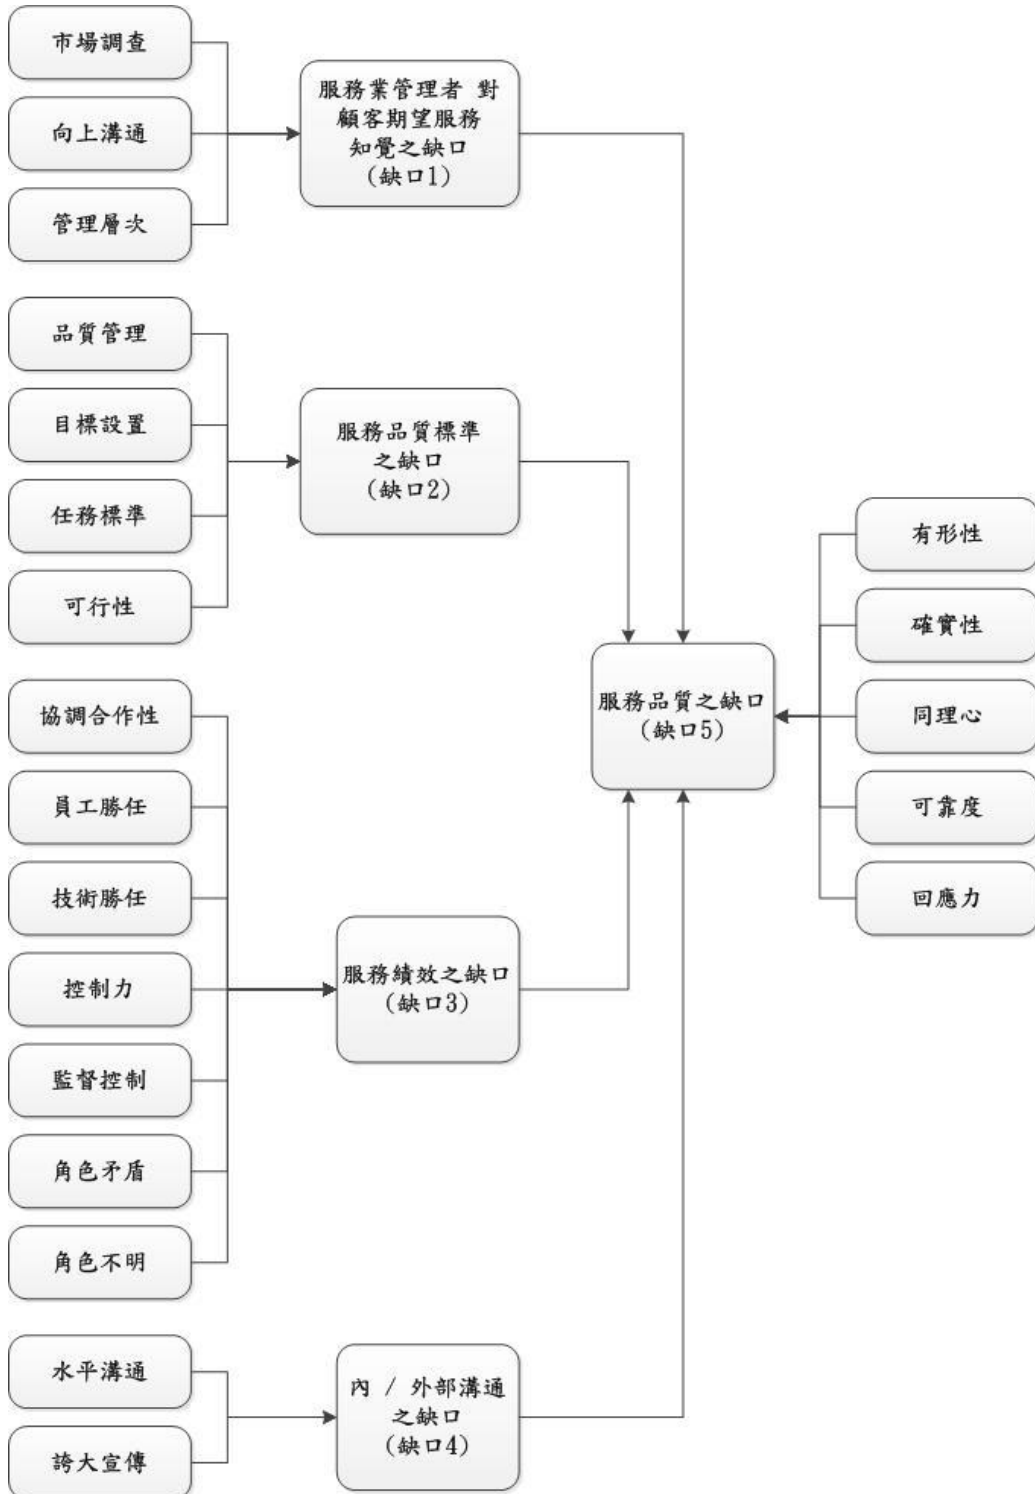 市場調查
向上溝通
管理層次
服務業管理者 對
顧客期望服務
知覺之缺口
(缺口1)
品質管理
目標設置
任務標準
可行性
服務品質標準
之缺口
(缺口2)
協調合作性
員工勝任
技術勝任
控制力
監督控制
角色矛盾
角色不明
服務績效之缺口
(缺口3)
水平溝通
誇大宣傳
內 / 外部溝通
之缺口
(缺口4)
服務品質之缺口
(缺口5)
有形性
確實性
同理心
可靠度
回應力